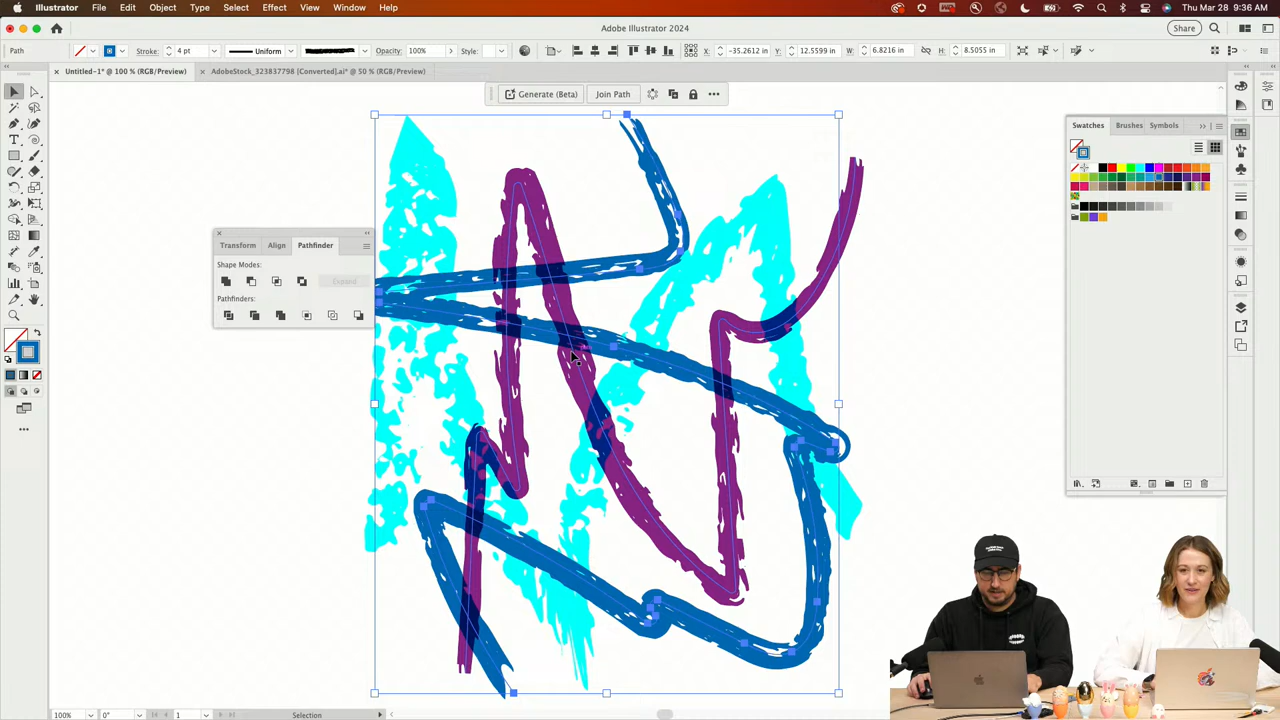 Illustrator File Edit Object Type Select Effect View Window Help
Thu Mar 28 9:36 AM
Adobe Illustrator 2024
Share
Path Stroke: 4 pt Uniform Opacity: 100% Style: X: -35.2612 in Y: 12.5599 in W: 6.8216 in H: 8.5055 in
× Untitled-1* @ 100 % (RGB/Preview) × AdobeStock_323837798 [Converted].ai* @ 50 % (RGB/Preview)
Generate (Beta) Join Path
Swatches Brushes Symbols
Transform Align Pathfinder
Shape Modes:
Expand
Pathfinders:
100% 0° 1 Selection